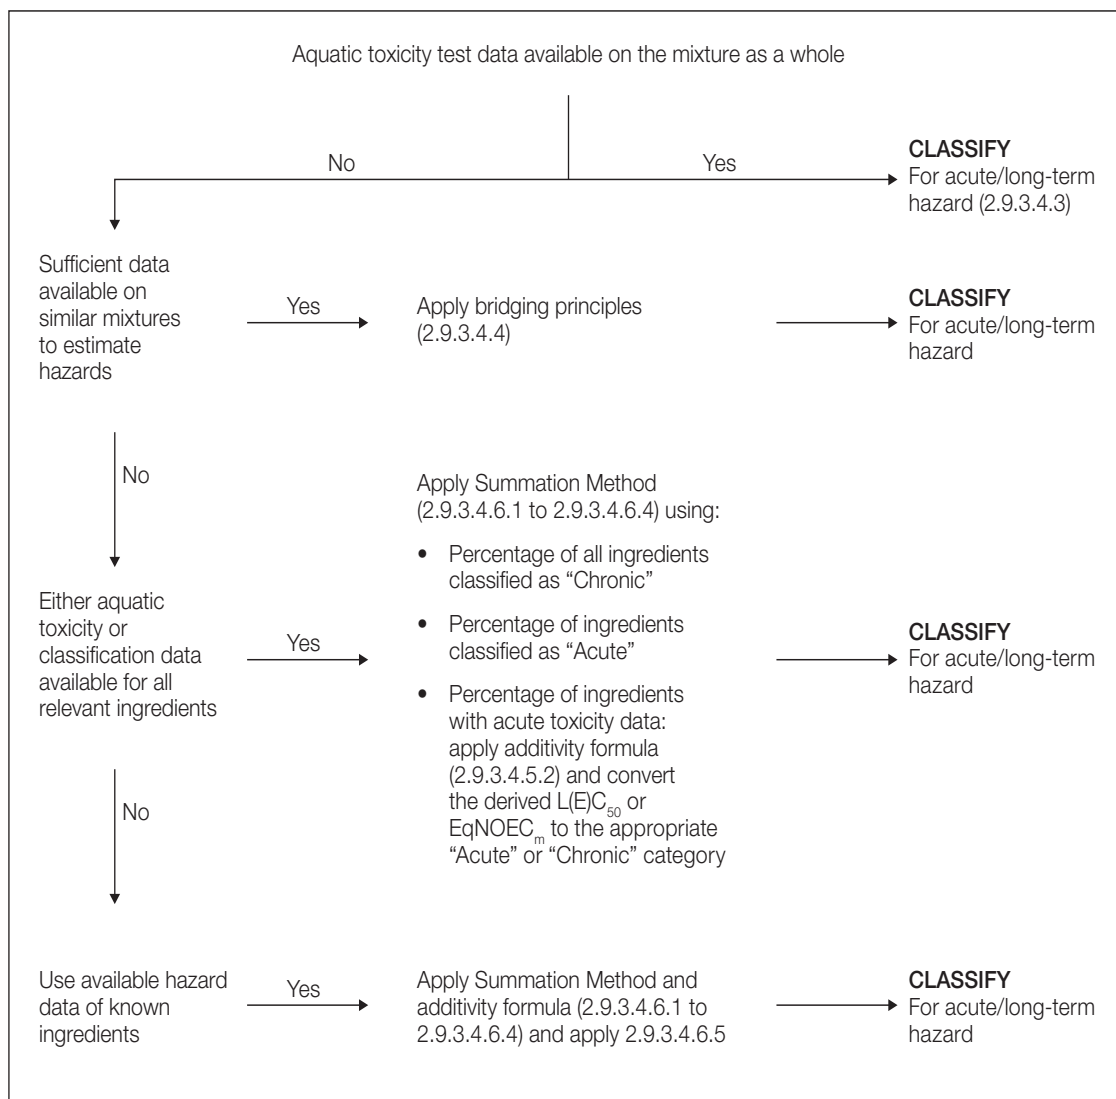 Aquatic toxicity test data available on the mixture as a whole
No
Yes
CLASSIFY
For acute/long-term
hazard (2.9.3.4.3)
Sufficient data
available on
similar mixtures
to estimate
hazards
Yes
Apply bridging principles
(2.9.3.4.4)
CLASSIFY
For acute/long-term
hazard
No
Apply Summation Method
(2.9.3.4.6.1 to 2.9.3.4.6.4) using:
• Percentage of all ingredients
classified as “Chronic”
• Percentage of ingredients
classified as “Acute”
• Percentage of ingredients
with acute toxicity data:
apply additivity formula
(2.9.3.4.5.2) and convert
the derived L(E)C50 or
EqNOECm to the appropriate
“Acute” or “Chronic” category
Either aquatic
toxicity or
classification data
available for all
relevant ingredients
Yes
CLASSIFY
For acute/long-term
hazard
No
Use available hazard
data of known
ingredients
Yes
Apply Summation Method and
additivity formula (2.9.3.4.6.1 to
2.9.3.4.6.4) and apply 2.9.3.4.6.5
CLASSIFY
For acute/long-term
hazard